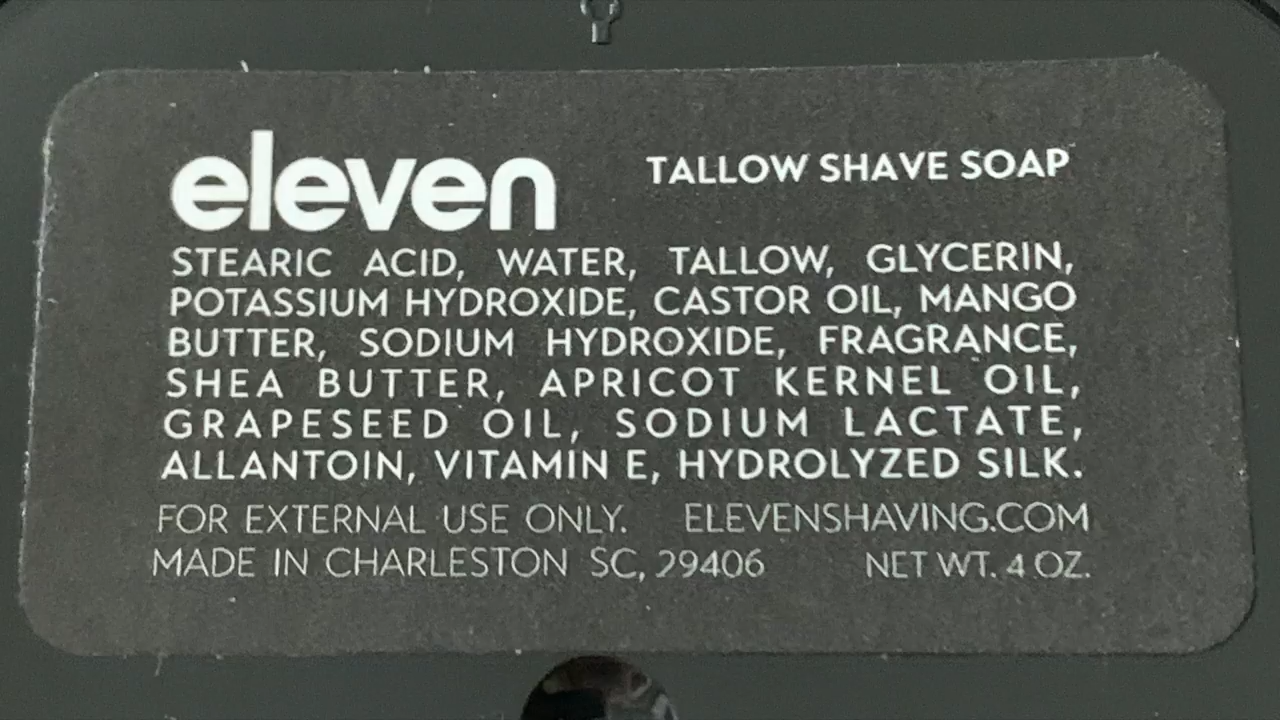 eleven TALLOW SHAVE SOAP
STEARIC ACID, WATER, TALLOW, GLYCERIN,
POTASSIUM HYDROXIDE, CASTOR OIL, MANGO
BUTTER, SODIUM HYDROXIDE, FRAGRANCE,
SHEA BUTTER, APRICOT KERNEL OIL,
GRAPESEED OIL, SODIUM LACTATE,
ALLANTOIN, VITAMIN E, HYDROLYZED SILK.
FOR EXTERNAL USE ONLY. ELEVENSHAVING.COM
MADE IN CHARLESTON SC, 29406 NET WT. 4 OZ.